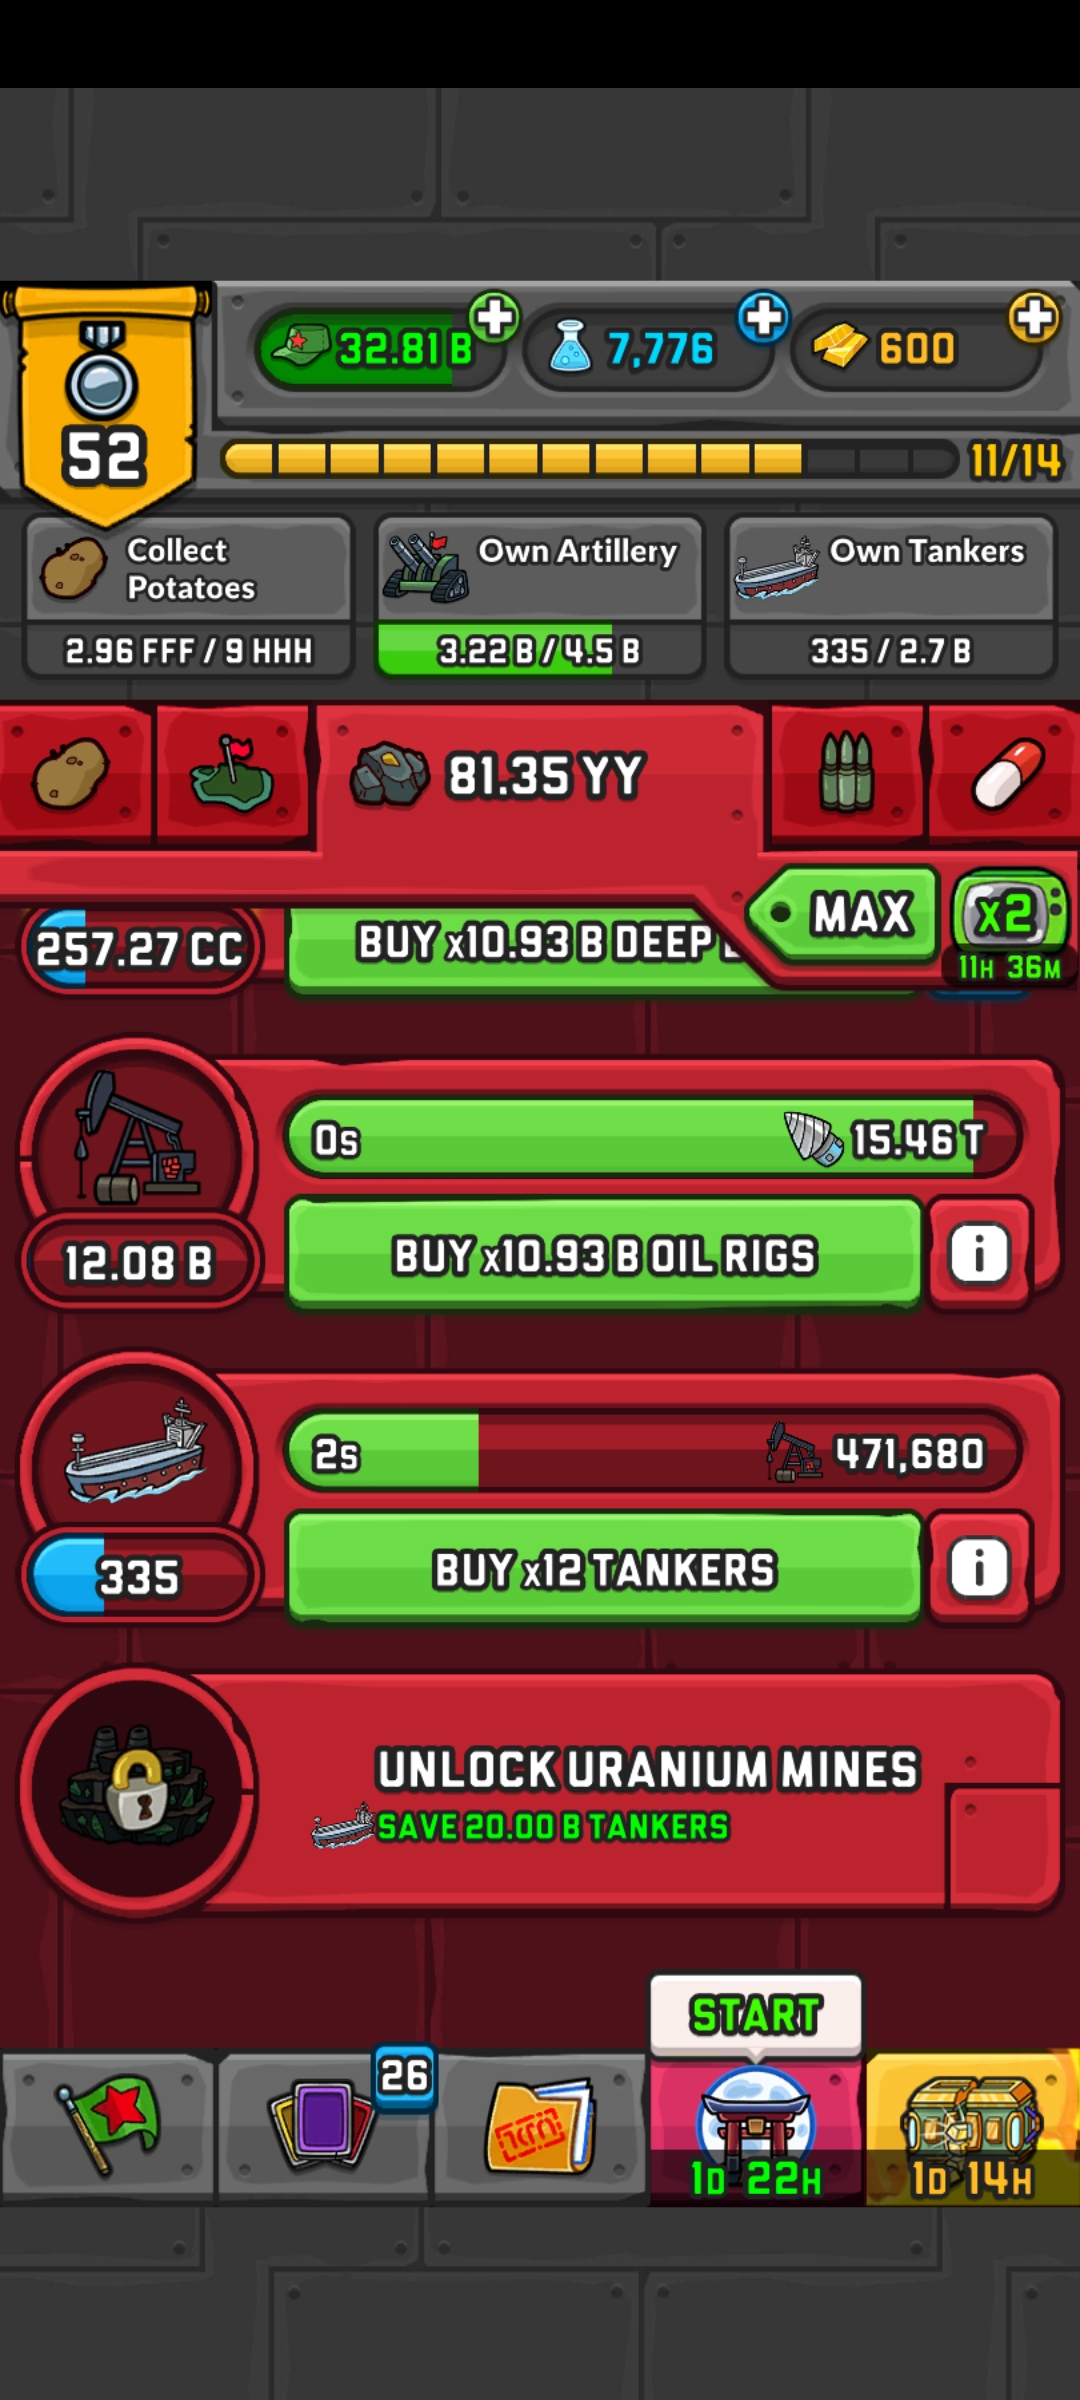 32.81 B
7,776
600
52
11/14
Collect
Potatoes
2.96 FFF / 9 HHH
Own Artillery
3.22 B / 4.5 B
Own Tankers
335 / 2.7 B
81.35 YY
MAX
x2
11H 36M
257.27 CC
BUY x10.93 B DEEP
0s
15.46 T
12.08 B
BUY x10.93 B OIL RIGS
i
2s
471,680
335
BUY x12 TANKERS
i
UNLOCK URANIUM MINES
SAVE 20.00 B TANKERS
START
26
1D 22H
1D 14H